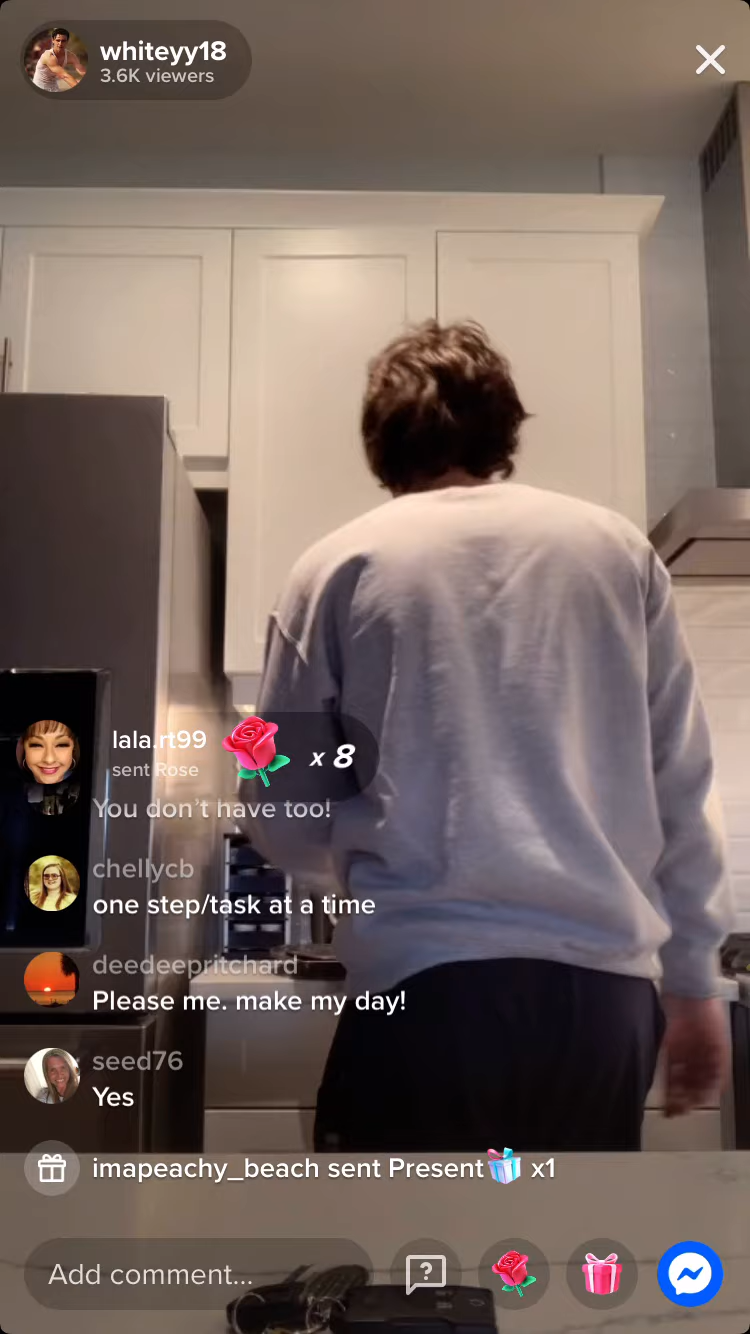 whiteyy18
3.6K viewers
lala.rt99
sent Rose
x 8
You don't have too!
chellycb
one step/task at a time
deedeepritchard
Please me. make my day!
seed76
Yes
imapeachy_beach sent Present x1
Add comment...
?